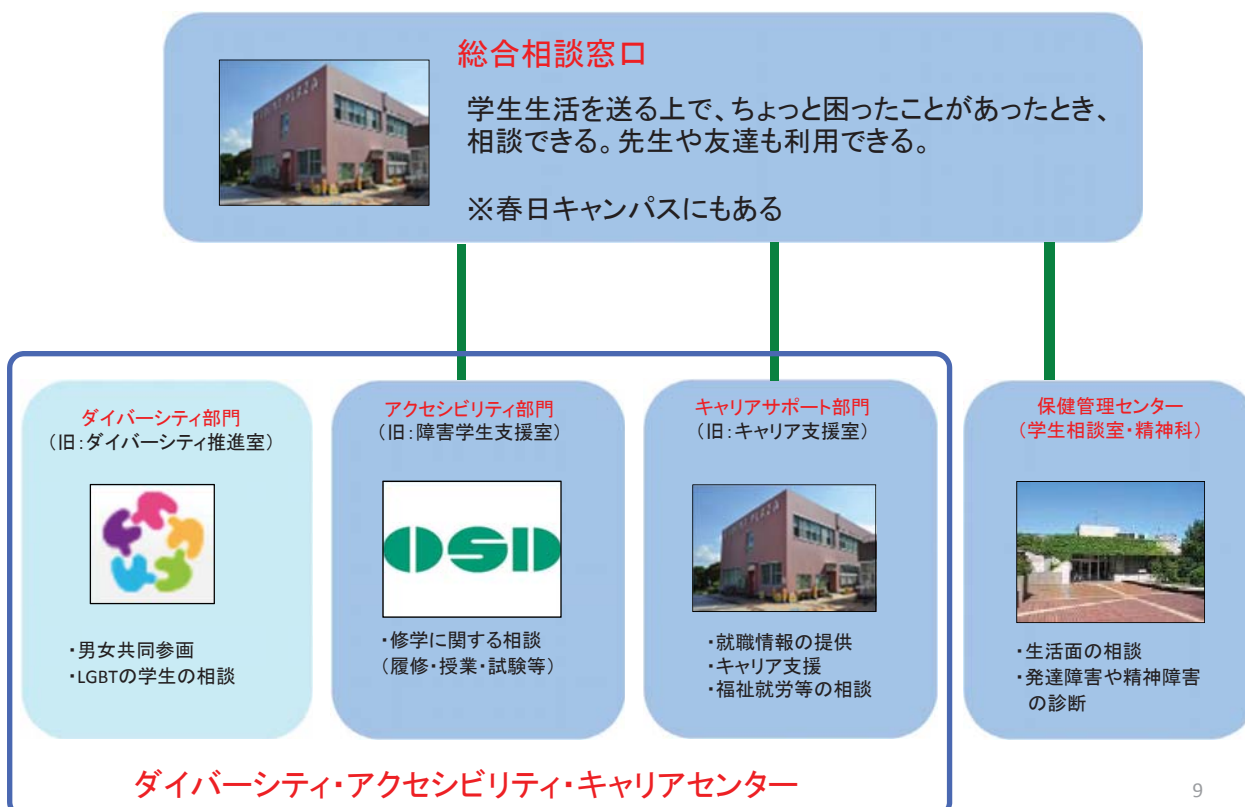 総合相談窓口
学生生活を送る上で、ちょっと困ったことがあったとき、
相談できる。先生や友達も利用できる。
※春日キャンパスにもある
ダイバーシティ部門
（旧：ダイバーシティ推進室）
・男女共同参画
・LGBTの学生の相談
アクセシビリティ部門
（旧：障害学生支援室）
OSD
・修学に関する相談
（履修・授業・試験等）
キャリアサポート部門
（旧：キャリア支援室）
・就職情報の提供
・キャリア支援
・福祉就労等の相談
保健管理センター
（学生相談室・精神科）
・生活面の相談
・発達障害や精神障害
の診断
ダイバーシティ・アクセシビリティ・キャリアセンター
9